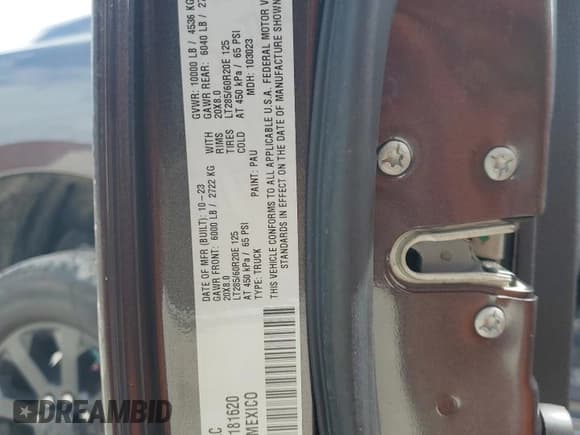 GVWR: 10000 LB / 4536 KG
GAWR REAR: 6040 LB / 27
WITH 20X8.0
RIMS LT285/60R20E 125
TIRES AT 450 kPa / 65 PSI
COLD
MDH: 103023
DATE OF MFR (BUILT): 10-23
GAWR FRONT: 6000 LB / 2722 KG
20X8.0
LT285/60R20E 125
AT 450 kPa / 65 PSI
TYPE: TRUCK PAINT: PAU
THIS VEHICLE CONFORMS TO ALL APPLICABLE U.S.A. FEDERAL MOTOR V
STANDARDS IN EFFECT ON THE DATE OF MANUFACTURE SHOWN
LC
181620
MEXICO
DREAMBID